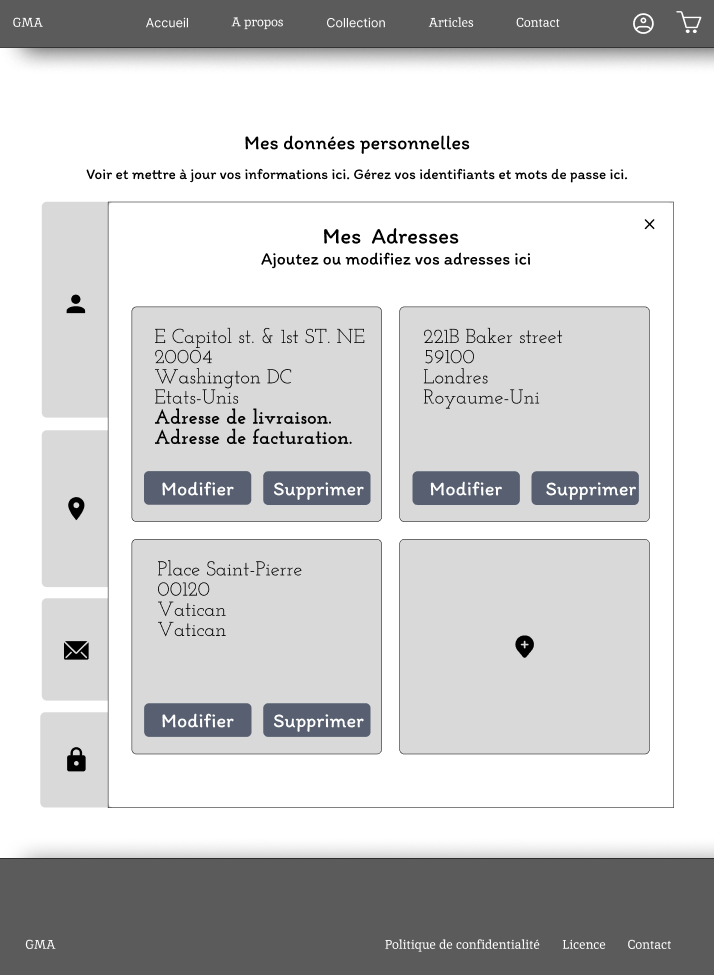 GMA
Accueil
A propos
Collection
Articles
Contact
Mes données personnelles
Voir et mettre à jour vos informations ici. Gérez vos identifiants et mots de passe ici.
Mes Adresses
Ajoutez ou modifiez vos adresses ici
E Capitol st. & 1st ST. NE
20004
Washington DC
Etats-Unis
Adresse de livraison.
Adresse de facturation.
Modifier
Supprimer
221B Baker street
59100
Londres
Royaume-Uni
Modifier
Supprimer
Place Saint-Pierre
00120
Vatican
Vatican
Modifier
Supprimer
GMA
Politique de confidentialité
Licence
Contact